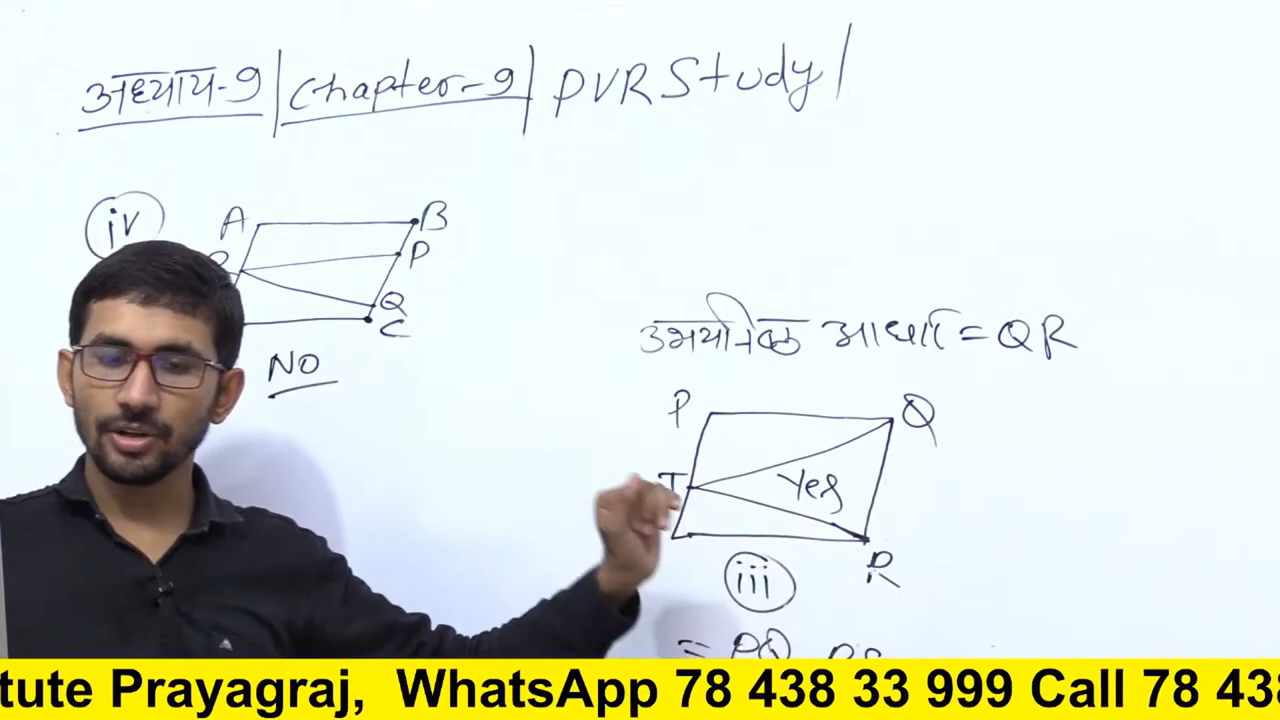 अध्याय-9 | Chapter-9 | PVR Study |
iv
A B
P
Q
C
NO
उभयनिष्ठ आधार = QR
P Q
T Yes
R
iii
= PQ
tute Prayagraj, WhatsApp 78 438 33 999 Call 78 438